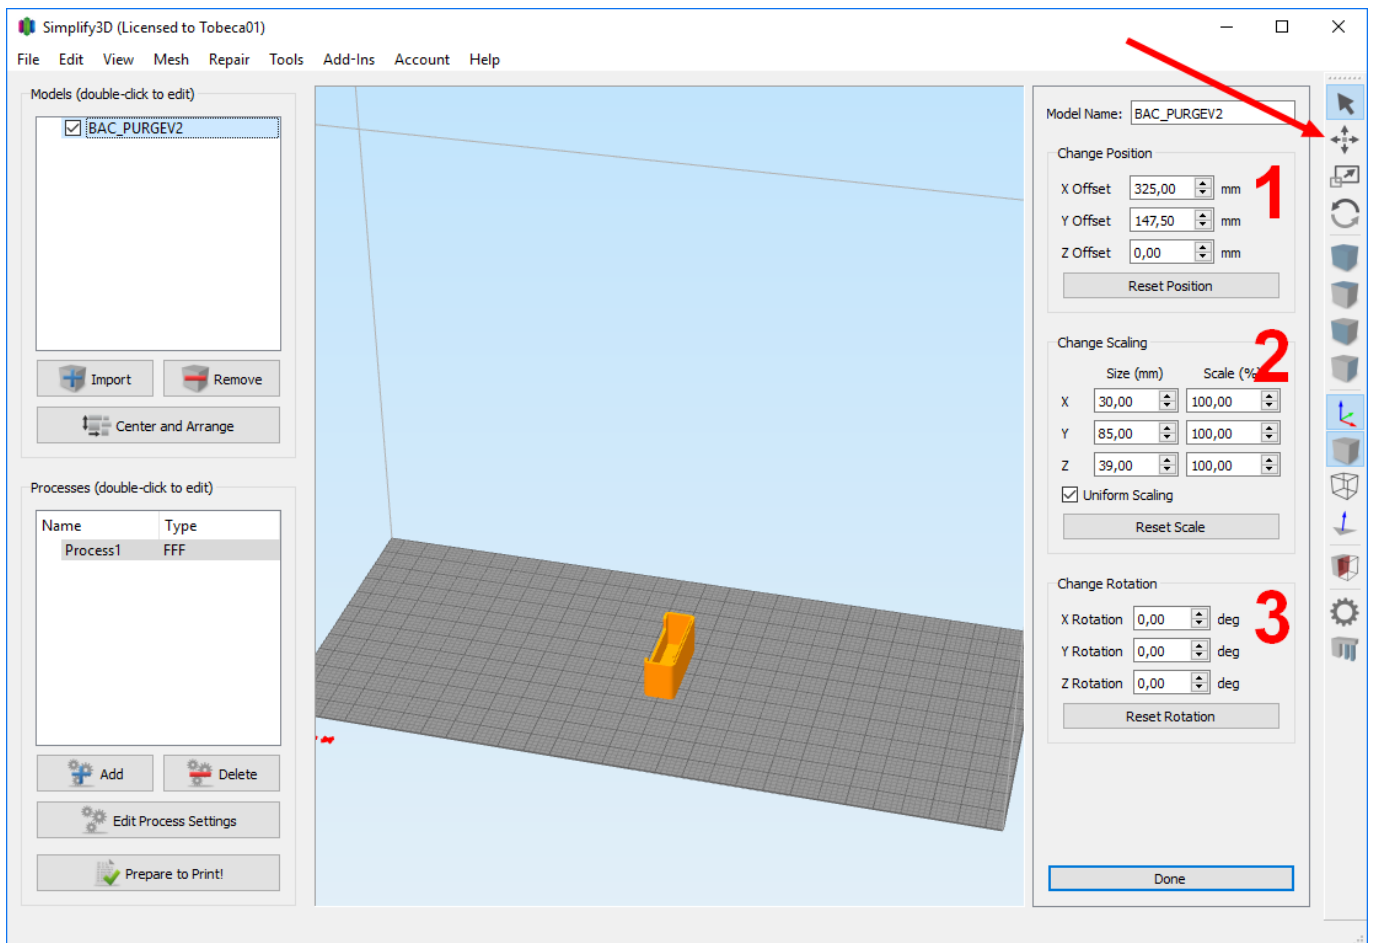 Simplify3D (Licensed to Tobeca01)
File Edit View Mesh Repair Tools Add-Ins Account Help
Models (double-click to edit)
BAC_PURGEV2
Import Remove
Center and Arrange
Processes (double-click to edit)
Name Type
Process1 FFF
Add Delete
Edit Process Settings
Prepare to Print!
Model Name: BAC_PURGEV2
Change Position
1
X Offset 325,00 mm
Y Offset 147,50 mm
Z Offset 0,00 mm
Reset Position
Change Scaling
2
Size (mm) Scale (%)
X 30,00 100,00
Y 85,00 100,00
Z 39,00 100,00
Uniform Scaling
Reset Scale
Change Rotation
3
X Rotation 0,00 deg
Y Rotation 0,00 deg
Z Rotation 0,00 deg
Reset Rotation
Done